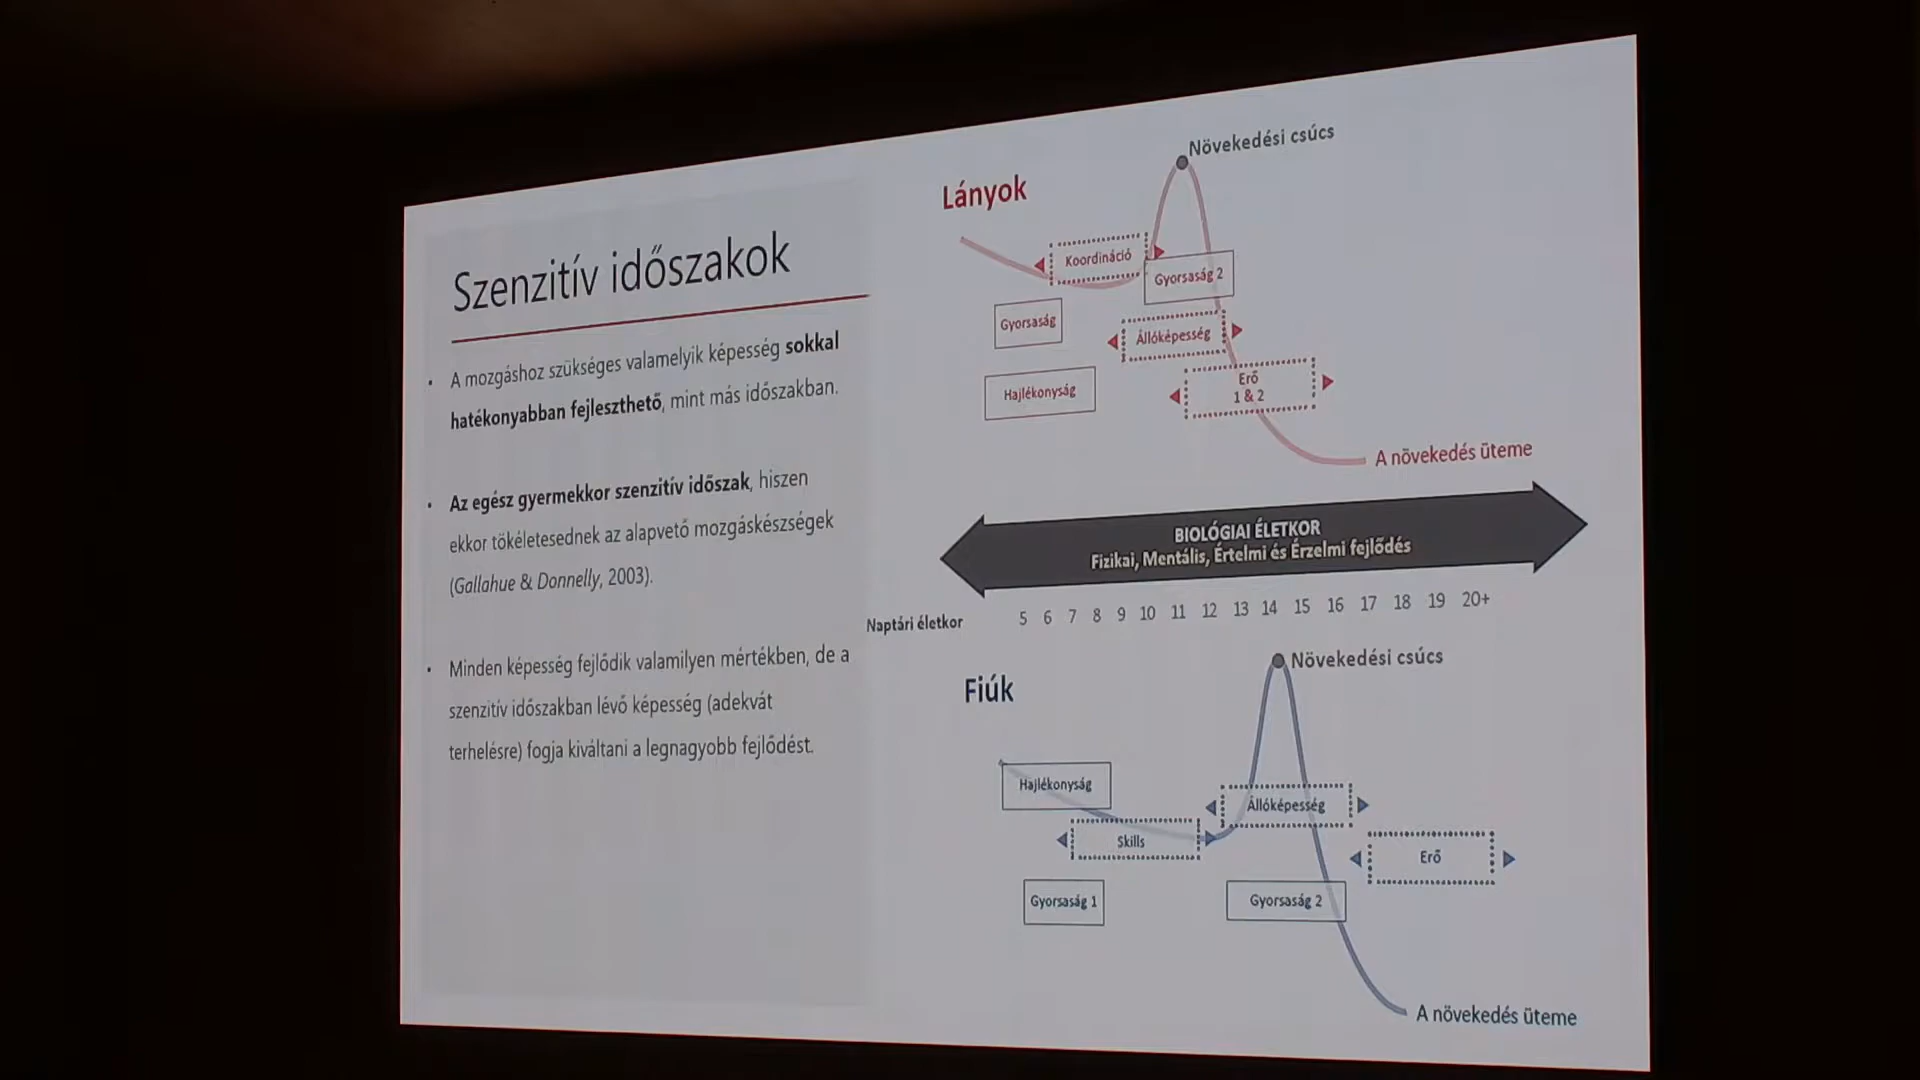 Szenzitív időszakok
• A mozgáshoz szükséges valamelyik képesség sokkal
hatékonyabban fejleszthető, mint más időszakban.
• Az egész gyermekkor szenzitív időszak, hiszen
ekkor tökéletesednek az alapvető mozgáskészségek
(Gallahue & Donnelly, 2003).
• Minden képesség fejlődik valamilyen mértékben, de a
szenzitív időszakban lévő képesség (adekvát
terhelésre) fogja kiváltani a legnagyobb fejlődést.
Lányok
Növekedési csúcs
Koordináció
Gyorsaság 2
Gyorsaság
Állóképesség
Hajlékonyság
Erő
1 & 2
A növekedés üteme
BIOLÓGIAI ÉLETKOR
Fizikai, Mentális, Értelmi és Érzelmi fejlődés
Naptári életkor 5 6 7 8 9 10 11 12 13 14 15 16 17 18 19 20+
Fiúk
Növekedési csúcs
Hajlékonyság
Állóképesség
Skills
Erő
Gyorsaság 1
Gyorsaság 2
A növekedés üteme